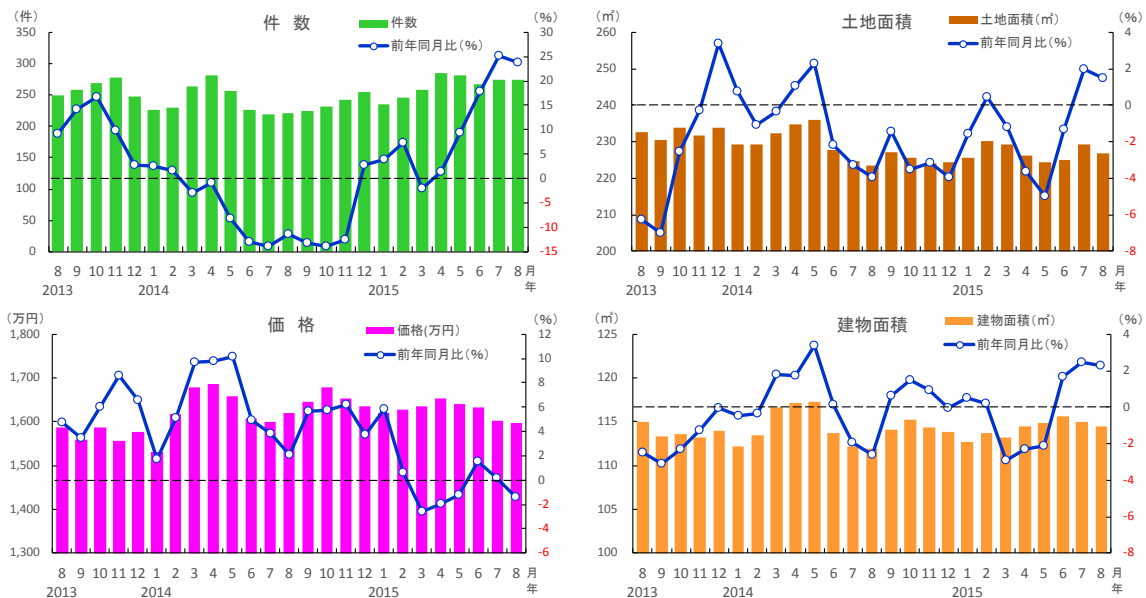 (件) 件 数 (%)
件数
前年同月比(%)
350 300 250 200 150 100 50 0
30 25 20 15 10 5 0 -5 -10 -15
8 9 10 11 12 1 2 3 4 5 6 7 8 9 10 11 12 1 2 3 4 5 6 7 8 月
2013 2014 2015 年
(㎡) (%)
土地面積(㎡)
前年同月比(%)
260 250 240 230 220 210 200
4 2 0 -2 -4 -6 -8
8 9 10 11 12 1 2 3 4 5 6 7 8 9 10 11 12 1 2 3 4 5 6 7 8 月
2013 2014 2015 年
土地面積
(万円) 価 格 (%)
価格(万円)
前年同月比(%)
1,800 1,700 1,600 1,500 1,400 1,300
12 10 8 6 4 2 0 -2 -4 -6
8 9 10 11 12 1 2 3 4 5 6 7 8 9 10 11 12 1 2 3 4 5 6 7 8 月
2013 2014 2015 年
(㎡) 建物面積 (%)
建物面積(㎡)
前年同月比(%)
125 120 115 110 105 100
4 2 0 -2 -4 -6 -8
8 9 10 11 12 1 2 3 4 5 6 7 8 9 10 11 12 1 2 3 4 5 6 7 8 月
2013 2014 2015 年